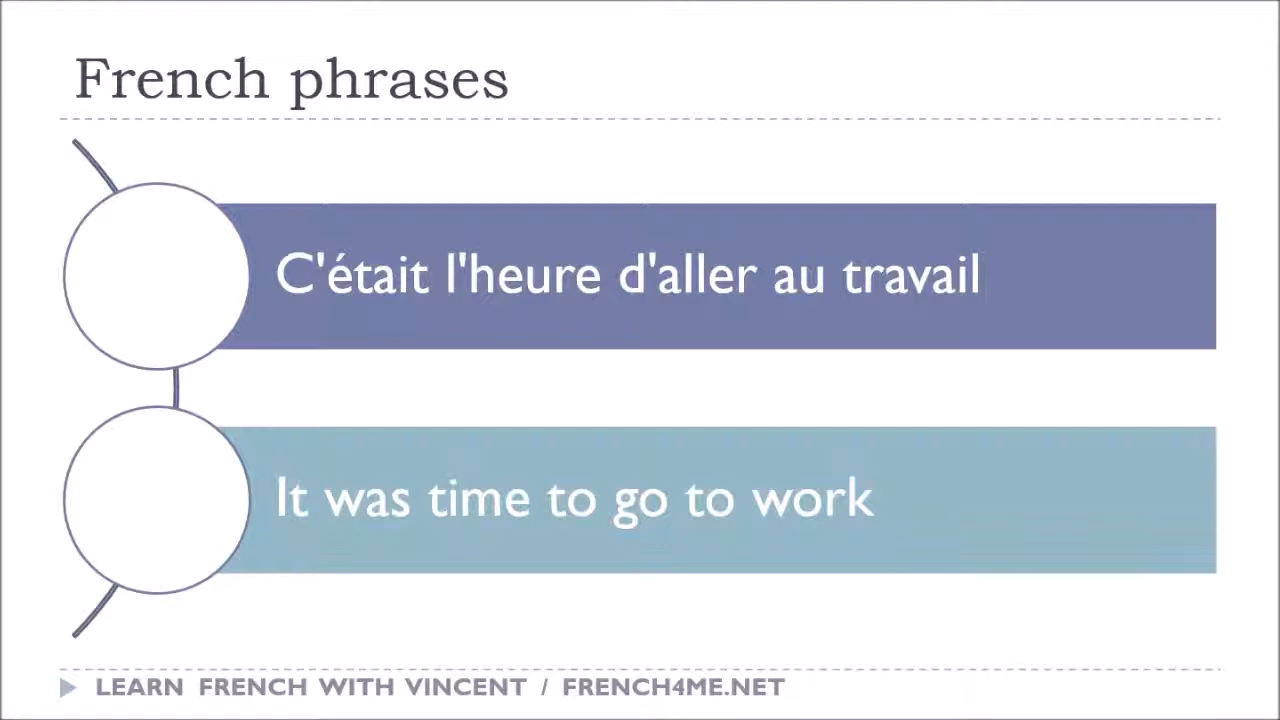 French phrases
C'était l'heure d'aller au travail
It was time to go to work
LEARN FRENCH WITH VINCENT / FRENCH4ME.NET